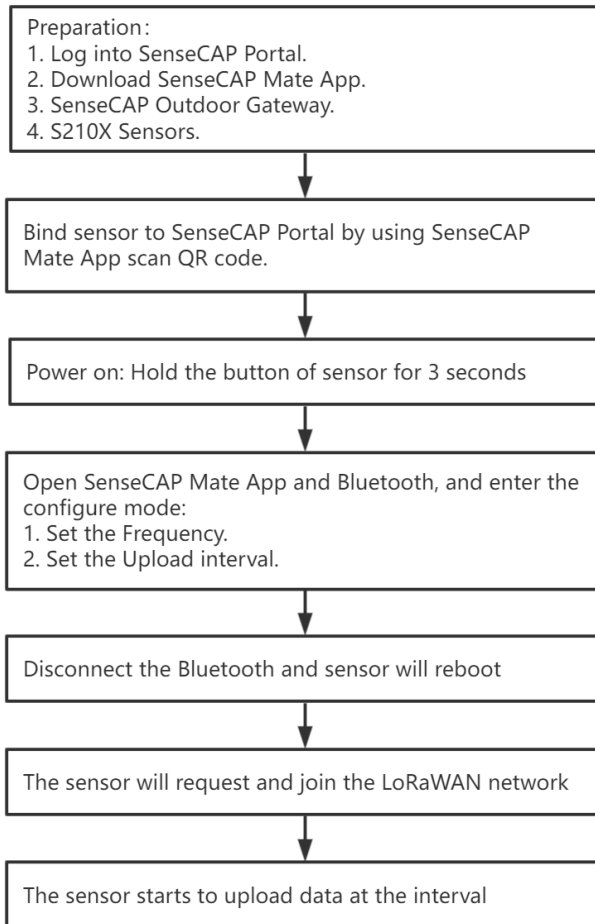 Preparation:
1. Log into SenseCAP Portal.
2. Download SenseCAP Mate App.
3. SenseCAP Outdoor Gateway.
4. S210X Sensors.
Bind sensor to SenseCAP Portal by using SenseCAP
Mate App scan QR code.
Power on: Hold the button of sensor for 3 seconds
Open SenseCAP Mate App and Bluetooth, and enter the
configure mode:
1. Set the Frequency.
2. Set the Upload interval.
Disconnect the Bluetooth and sensor will reboot
The sensor will request and join the LoRaWAN network
The sensor starts to upload data at the interval